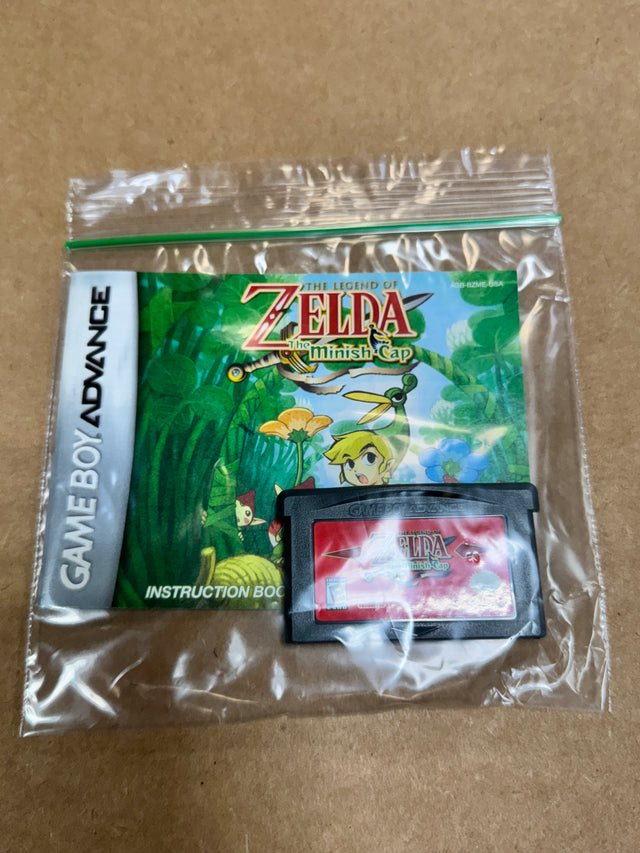 GAME BOY ADVANCE
AGB-BZME-USA
THE LEGEND OF
ZELDA
The Minish Cap
INSTRUCTION BOO
GAME BOY ADVANCE
ZELDA
The Minish Cap